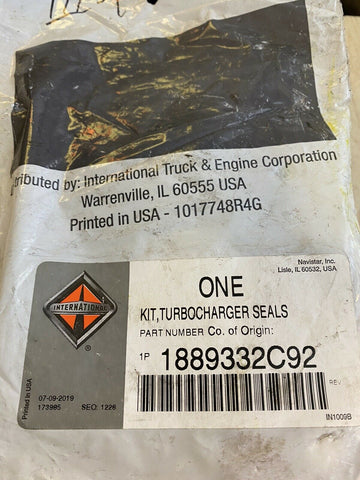 tributed by: International Truck & Engine Corporation
Warrenville, IL 60555 USA
Printed in USA - 1017748R4G
Navistar, Inc.
Lisle, IL 60532, USA
ONE
KIT,TURBOCHARGER SEALS
PART NUMBER Co. of Origin:
1P 1889332C92
REV
INTERNATIONAL
®
Printed in USA
07-09-2019
173985 SEQ: 1226
IN1009B